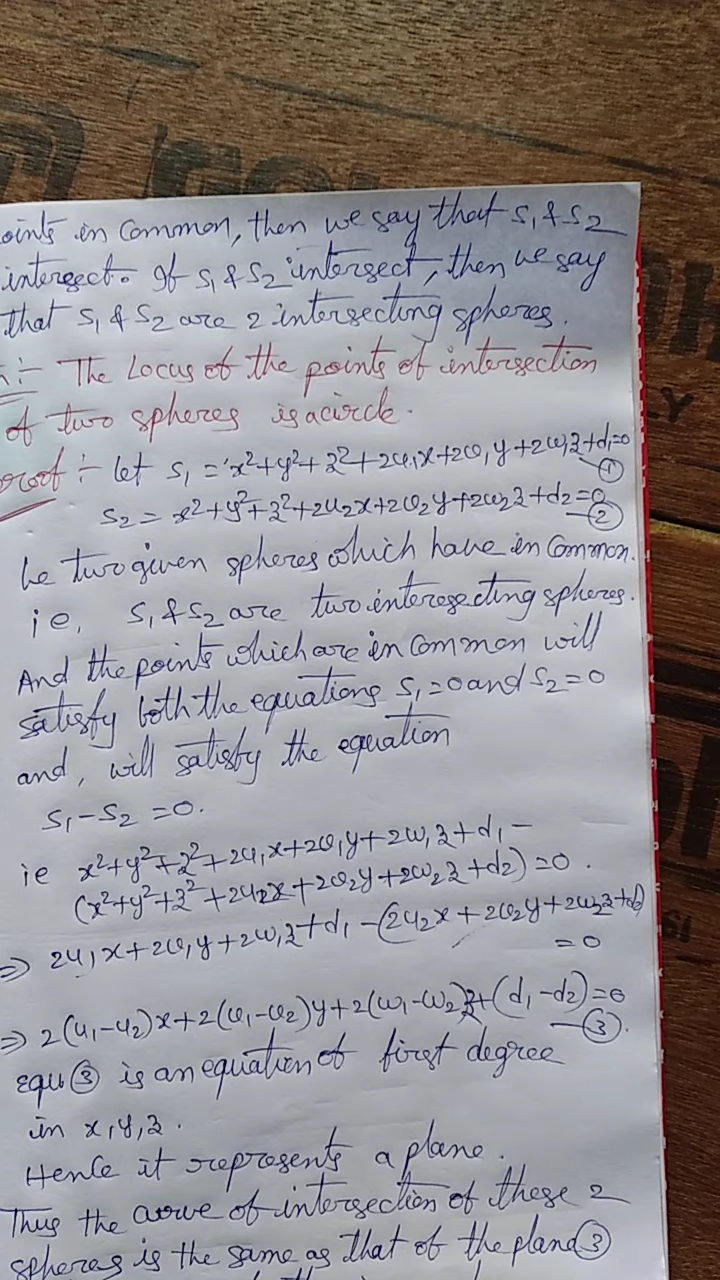 oints in Common, then we say that S₁ & S₂
intersect. If S₁ & S₂ intersect, then we say
that S₁ & S₂ are 2 intersecting spheres.
:- The Locus of the points of intersection
of two spheres is a circle.
proof :- let S₁ = x²+y²+z²+2u₁x+2v₁y+2w₁z+d₁=0 —①
S₂ = x²+y²+z²+2u₂x+2v₂y+2w₂z+d₂=0 —②
be two given spheres which have in Common.
ie, S₁ & S₂ are two interesecting spheres.
And the points which are in Common will
satisfy both the equations S₁=0 and S₂=0
and, will satisfy the equation
S₁-S₂ =0.
ie x²+y²+z²+2u₁x+2v₁y+2w₁z+d₁-
(x²+y²+z²+2u₂x+2v₂y+2w₂z+d₂)=0.
⇒ 2u₁x+2v₁y+2w₁z+d₁-(2u₂x+2v₂y+2w₂z+d₂)
=0
⇒ 2(u₁-u₂)x+2(v₁-v₂)y+2(w₁-w₂)z+(d₁-d₂)=0
—③.
equ ③ is an equation of first degree
in x,y,z.
Hence it represents a plane.
Thus the curve of intersection of these 2
spheres is the same as that of the plane ③